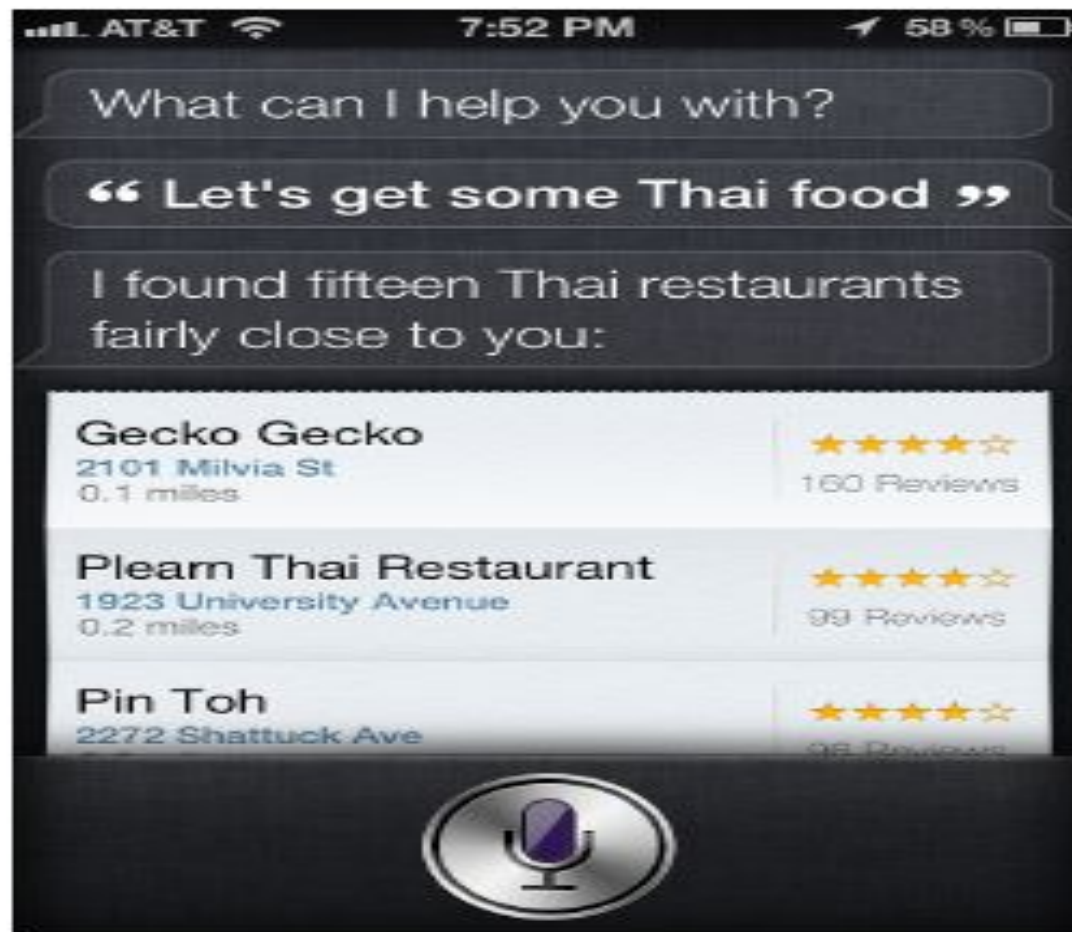 AT&T 7:52 PM 58%
What can I help you with?
“ Let's get some Thai food ”
I found fifteen Thai restaurants
fairly close to you:
Gecko Gecko
2101 Milvia St
0.1 miles
160 Reviews
Plearn Thai Restaurant
1923 University Avenue
0.2 miles
99 Reviews
Pin Toh
2272 Shattuck Ave
Reviews